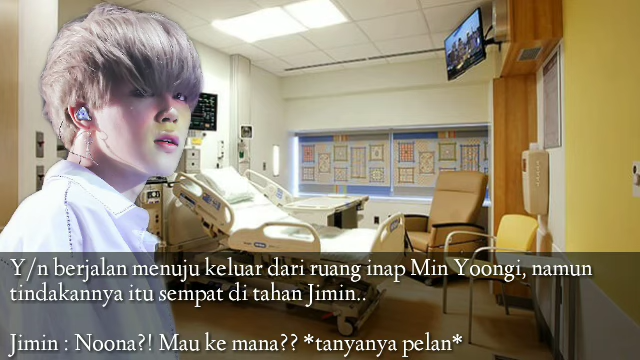 Y/n berjalan menuju keluar dari ruang inap Min Yoongi, namun
tindakannya itu sempat di tahan Jimin..
Jimin : Noona?! Mau ke mana?? *tanyanya pelan*